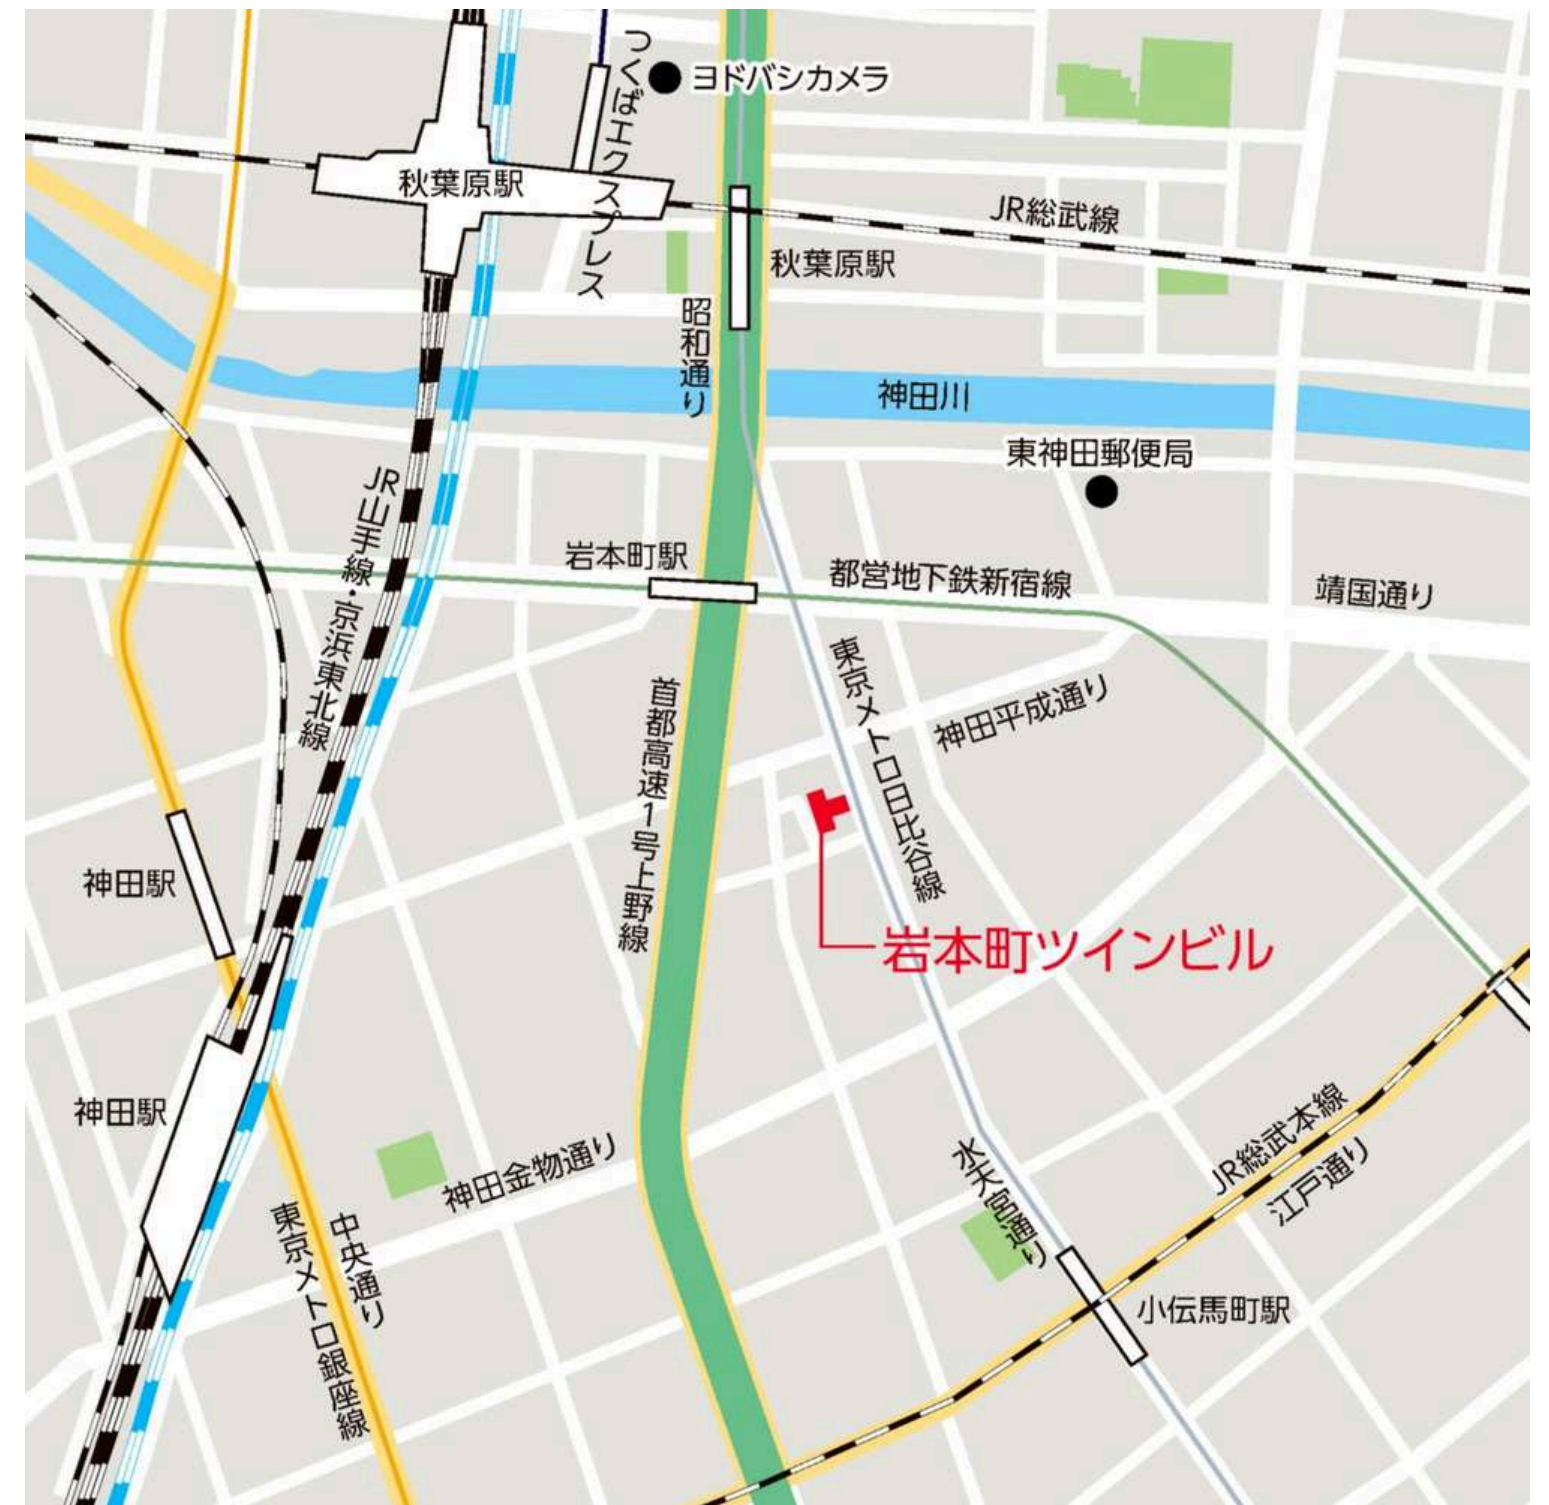 つくばエクスプレス
ヨドバシカメラ
秋葉原駅
JR総武線
秋葉原駅
昭和通り
神田川
東神田郵便局
JR山手線・京浜東北線
岩本町駅
都営地下鉄新宿線
靖国通り
東京メトロ日比谷線
首都高速1号上野線
神田平成通り
神田駅
岩本町ツインビル
神田駅
神田金物通り
水天宮通り
JR総武本線
江戸通り
中央通り
東京メトロ銀座線
小伝馬町駅